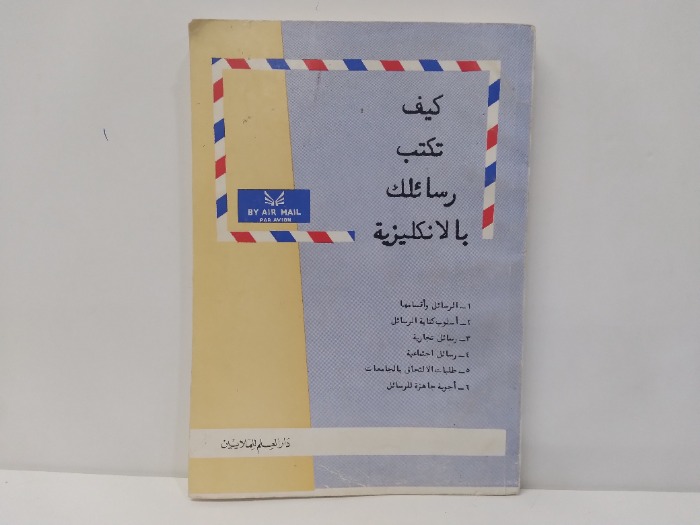 كيف
تكتب
رسائلك
بالانكليزية
BY AIR MAIL
PAR AVION
١ - الرسائل وأقسامها
٢ - أسلوب كتابة الرسائل
٣ - رسائل تجارية
٤ - رسائل اجتماعية
٥ - طلبات الالتحاق بالجامعات
٦ - أجوبة جاهزة للرسائل
دار العلم للملايين